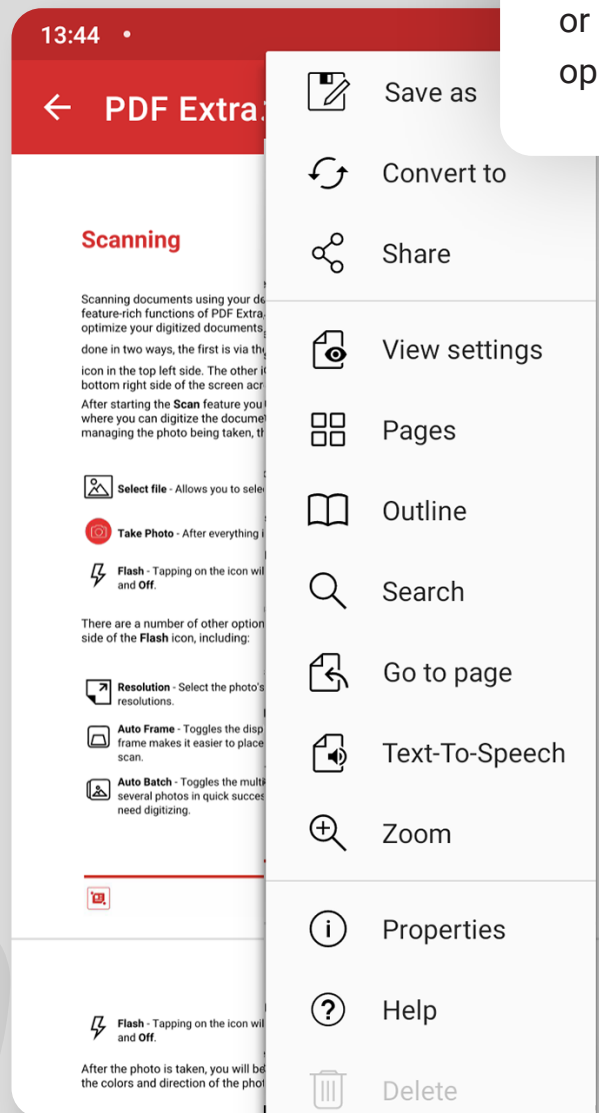 or
op
13:44
PDF Extra
Save as
Convert to
Share
View settings
Pages
Outline
Search
Go to page
Text-To-Speech
Zoom
Properties
Help
Delete
Scanning
Scanning documents using your de
feature-rich functions of PDF Extra
optimize your digitized documents
done in two ways, the first is via the
icon in the top left side. The other i
bottom right side of the screen acr
After starting the Scan feature you
where you can digitize the docume
managing the photo being taken, th
Select file - Allows you to sele
Take Photo - After everything i
Flash - Tapping on the icon wil
and Off.
There are a number of other option
side of the Flash icon, including:
Resolution - Select the photo's
resolutions.
Auto Frame - Toggles the disp
frame makes it easier to place
scan.
Auto Batch - Toggles the multi
several photos in quick succes
need digitizing.
Flash - Tapping on the icon wil
and Off.
After the photo is taken, you will be
the colors and direction of the phot